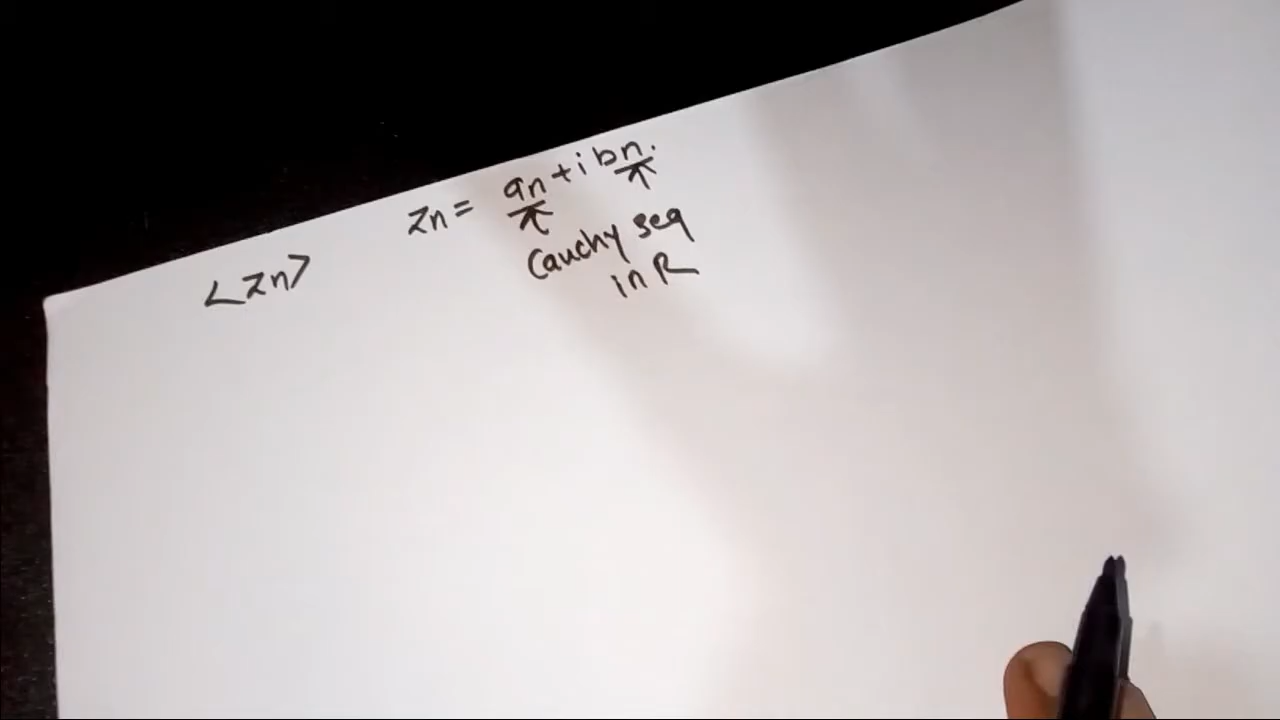 zn = an + i bn.
<zn>
Cauchy seq
in R